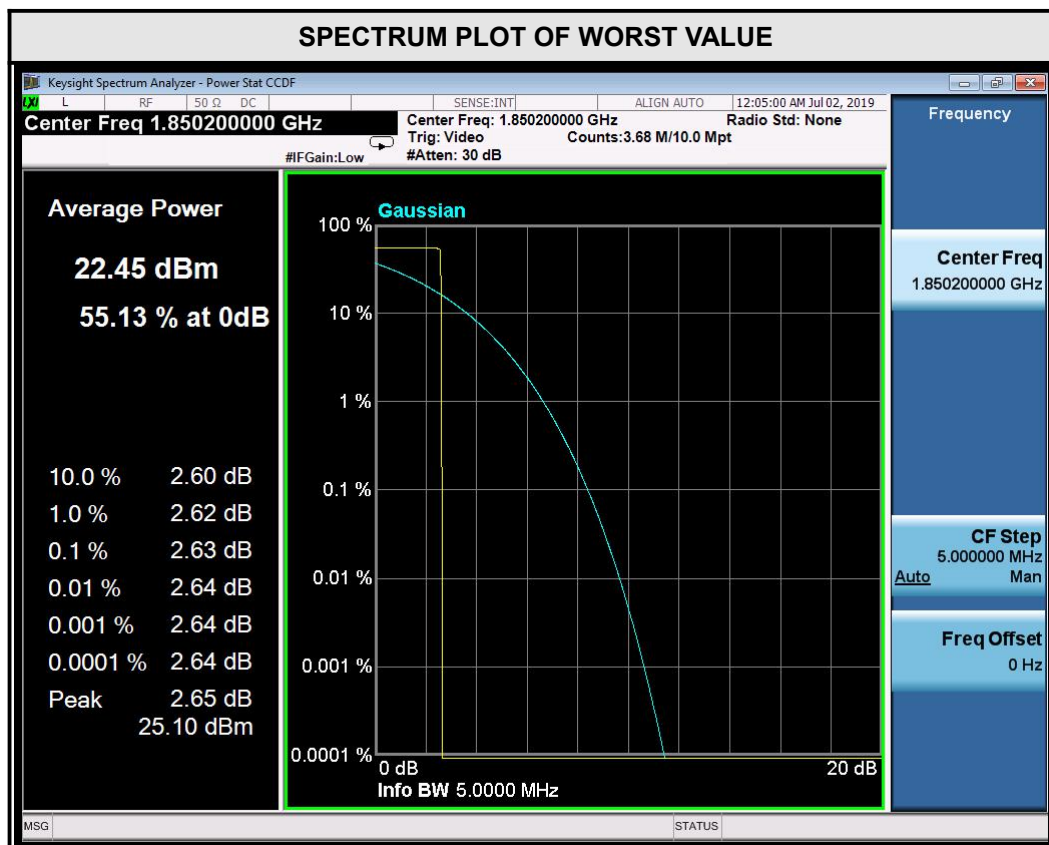 SPECTRUM PLOT OF WORST VALUE
Keysight Spectrum Analyzer - Power Stat CCDF
LXI L RF 50 Ω DC SENSE:INT ALIGN AUTO 12:05:00 AM Jul 02, 2019
Center Freq 1.850200000 GHz
Center Freq: 1.850200000 GHz Radio Std: None
Trig: Video Counts:3.68 M/10.0 Mpt
#IFGain:Low #Atten: 30 dB
Frequency
Average Power
22.45 dBm
55.13 % at 0dB
10.0 % 2.60 dB
1.0 % 2.62 dB
0.1 % 2.63 dB
0.01 % 2.64 dB
0.001 % 2.64 dB
0.0001 % 2.64 dB
Peak 2.65 dB
25.10 dBm
Gaussian
100 %
10 %
1 %
0.1 %
0.01 %
0.001 %
0.0001 %
0 dB 20 dB
Info BW 5.0000 MHz
Center Freq
1.850200000 GHz
CF Step
5.000000 MHz
Auto Man
Freq Offset
0 Hz
MSG STATUS